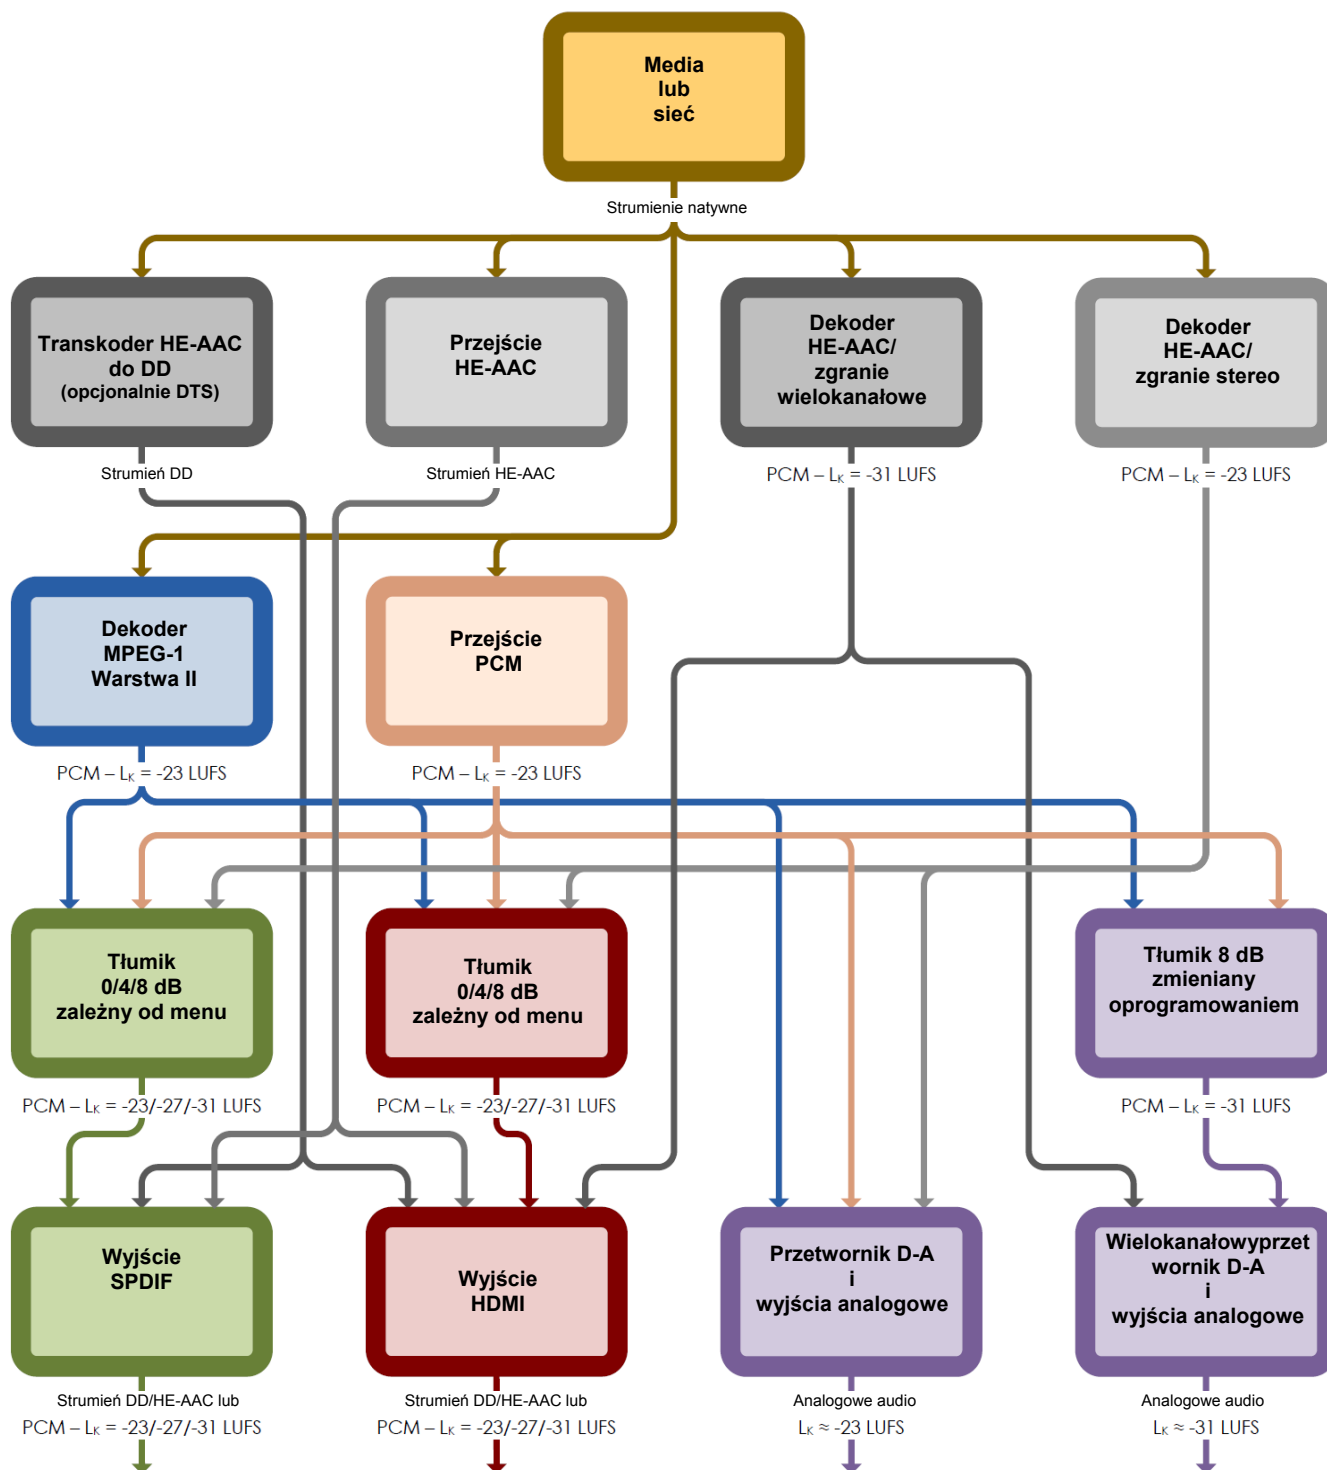 Media
lub
sieć
Strumienie natywne
Transkoder HE-AAC
do DD
(opcjonalnie DTS)
Przejście
HE-AAC
Dekoder
HE-AAC/
zgranie
wielokanałowe
Dekoder
HE-AAC/
zgranie stereo
Strumień DD
Strumień HE-AAC
PCM – LK = -31 LUFS
PCM – LK = -23 LUFS
Dekoder
MPEG-1
Warstwa II
Przejście
PCM
PCM – LK = -23 LUFS
PCM – LK = -23 LUFS
Tłumik
0/4/8 dB
zależny od menu
Tłumik
0/4/8 dB
zależny od menu
Tłumik 8 dB
zmieniany
oprogramowaniem
PCM – LK = -23/-27/-31 LUFS
PCM – LK = -23/-27/-31 LUFS
PCM – LK = -31 LUFS
Wyjście
SPDIF
Wyjście
HDMI
Przetwornik D-A
i
wyjścia analogowe
Wielokanałowyprzet
wornik D-A
i
wyjścia analogowe
Strumień DD/HE-AAC lub
PCM – LK = -23/-27/-31 LUFS
Strumień DD/HE-AAC lub
PCM – LK = -23/-27/-31 LUFS
Analogowe audio
LK ≈ -23 LUFS
Analogowe audio
LK ≈ -31 LUFS